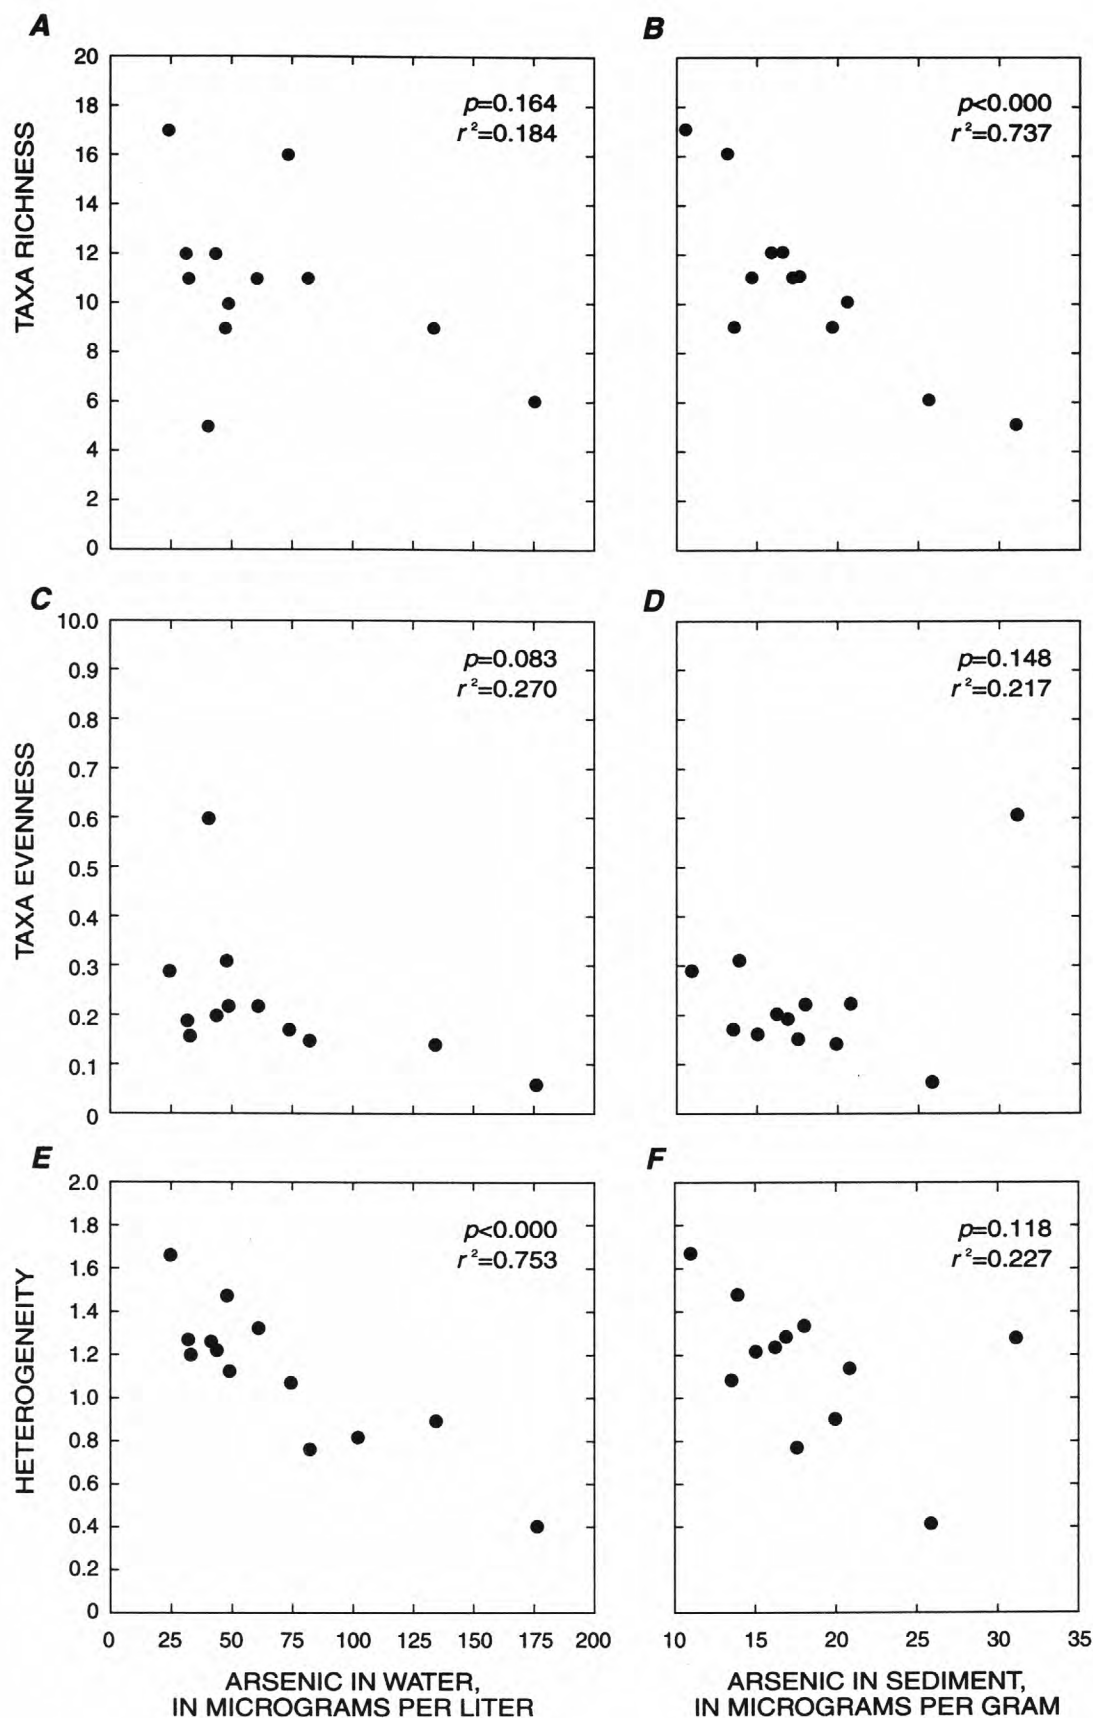 A
B
20
18
16
14
12
10
8
6
4
2
0
TAXA RICHNESS
p=0.164
r²=0.184
p<0.000
r²=0.737
C
D
10.0
0.9
0.8
0.7
0.6
0.5
0.4
0.3
0.2
0.1
0
TAXA EVENNESS
p=0.083
r²=0.270
p=0.148
r²=0.217
E
F
2.0
1.8
1.6
1.4
1.2
1.0
0.8
0.6
0.4
0.2
0
HETEROGENEITY
p<0.000
r²=0.753
p=0.118
r²=0.227
0 25 50 75 100 125 150 175 200
10 15 20 25 30 35
ARSENIC IN WATER,
IN MICROGRAMS PER LITER
ARSENIC IN SEDIMENT,
IN MICROGRAMS PER GRAM